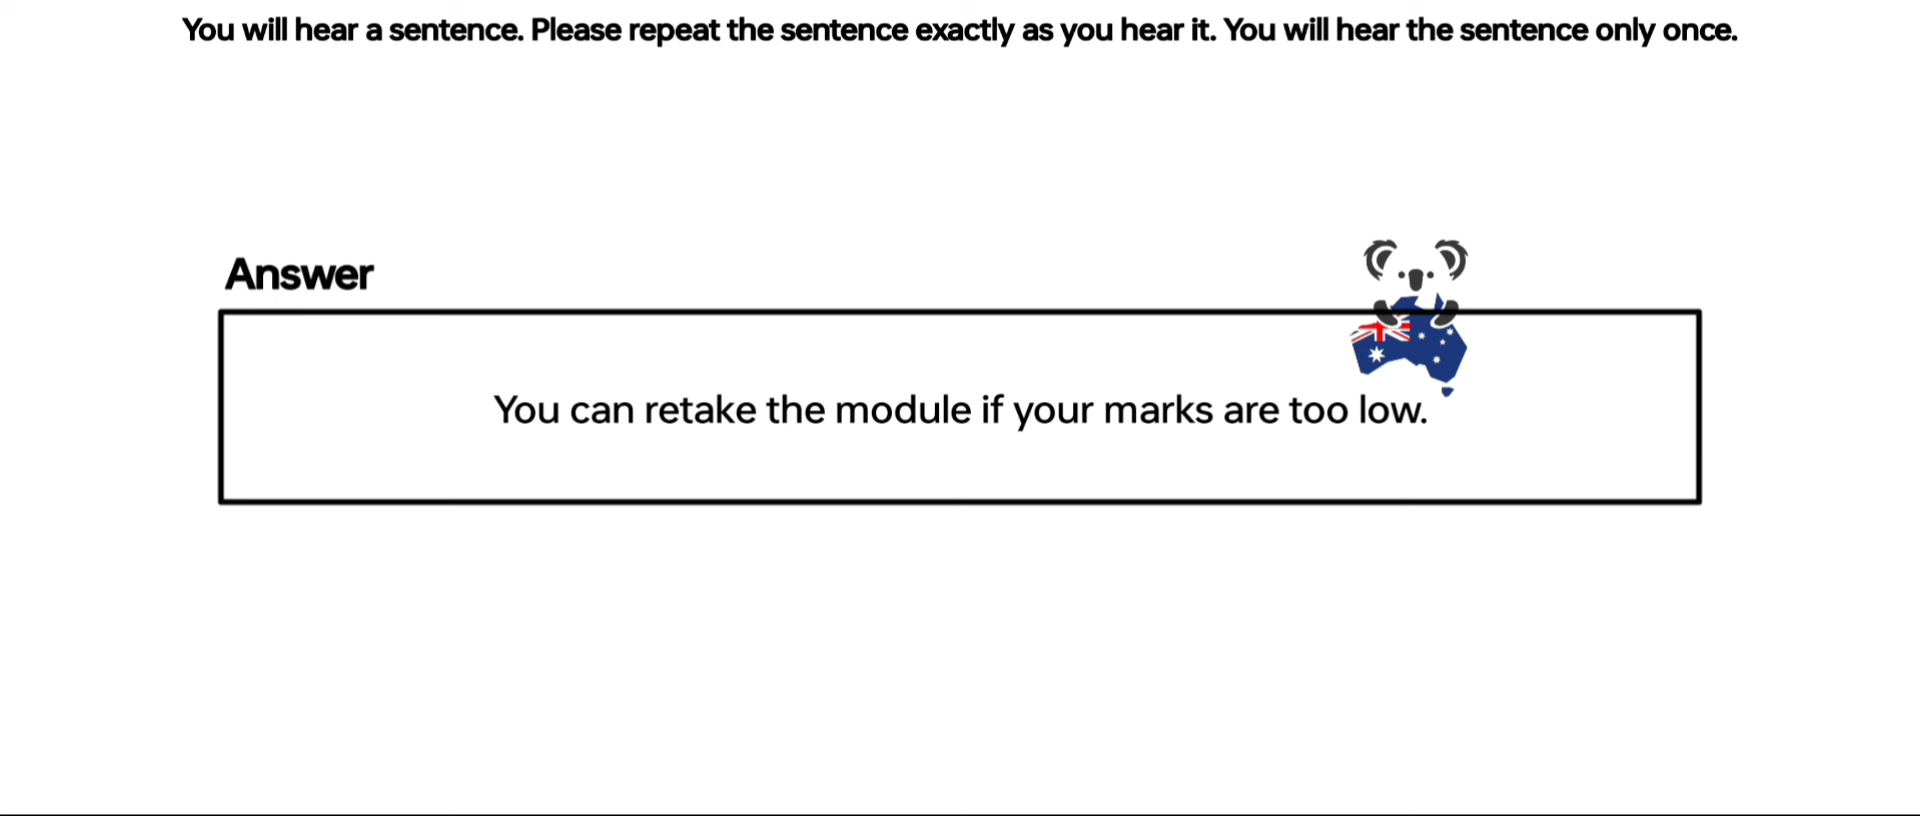 You will hear a sentence. Please repeat the sentence exactly as you hear it. You will hear the sentence only once.
Answer
You can retake the module if your marks are too low.